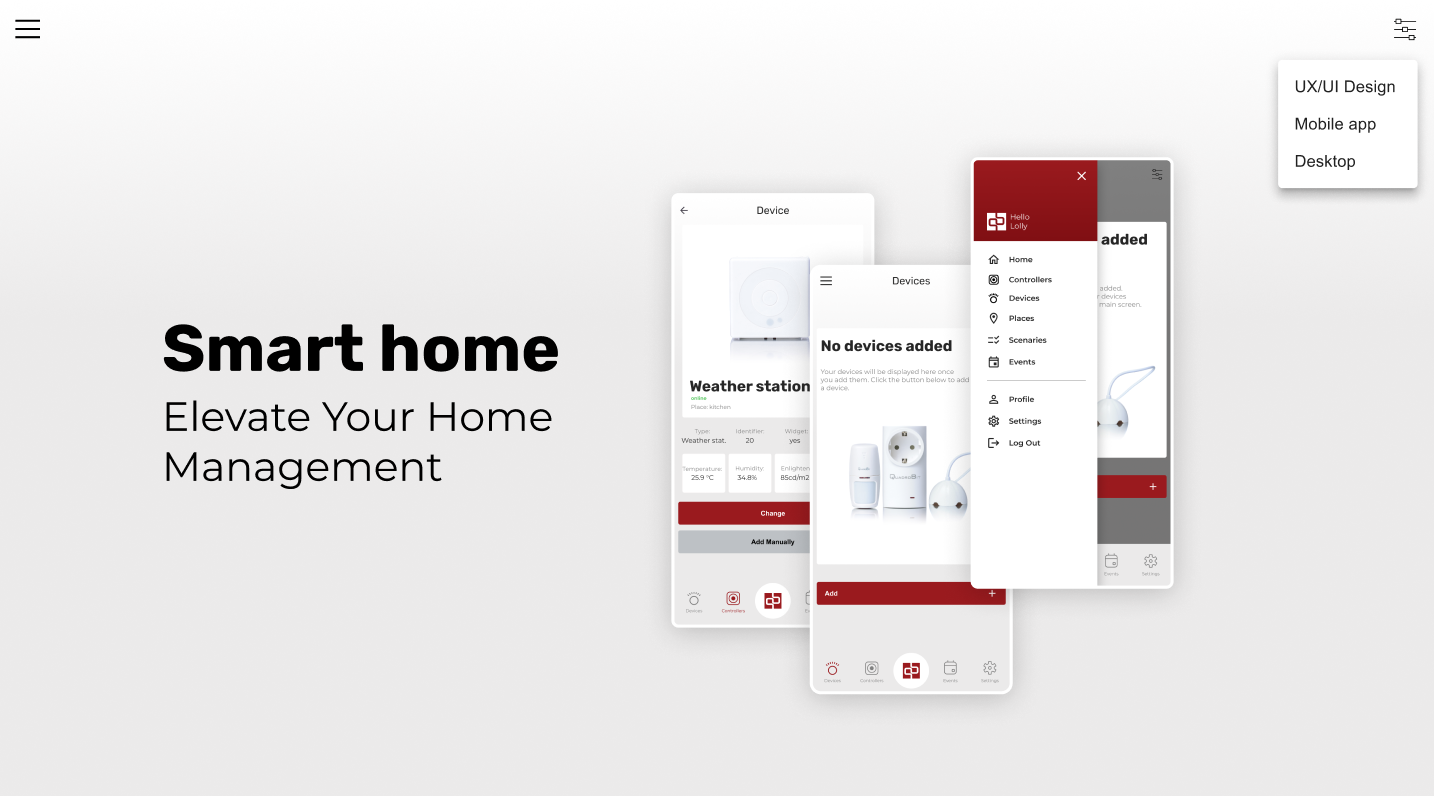 UX/UI Design
Mobile app
Desktop
Smart home
Elevate Your Home
Management
Device
Weather station
online
Place: kitchen
Type:
Identifier:
Widget:
Weather stat.
20
yes
Temperature:
Humidity:
Enlighten
25.9 °C
34.8%
85cd/m2
Change
Add Manually
Devices
Controllers
Devices
No devices added
Your devices will be displayed here once
you add them. Click the button below to add
a device.
Add
Devices
Controllers
Events
Settings
Hello
Lolly
Home
Controllers
Devices
Places
Scenaries
Events
Profile
Settings
Log Out
added
added.
devices
main screen.
Events
Settings